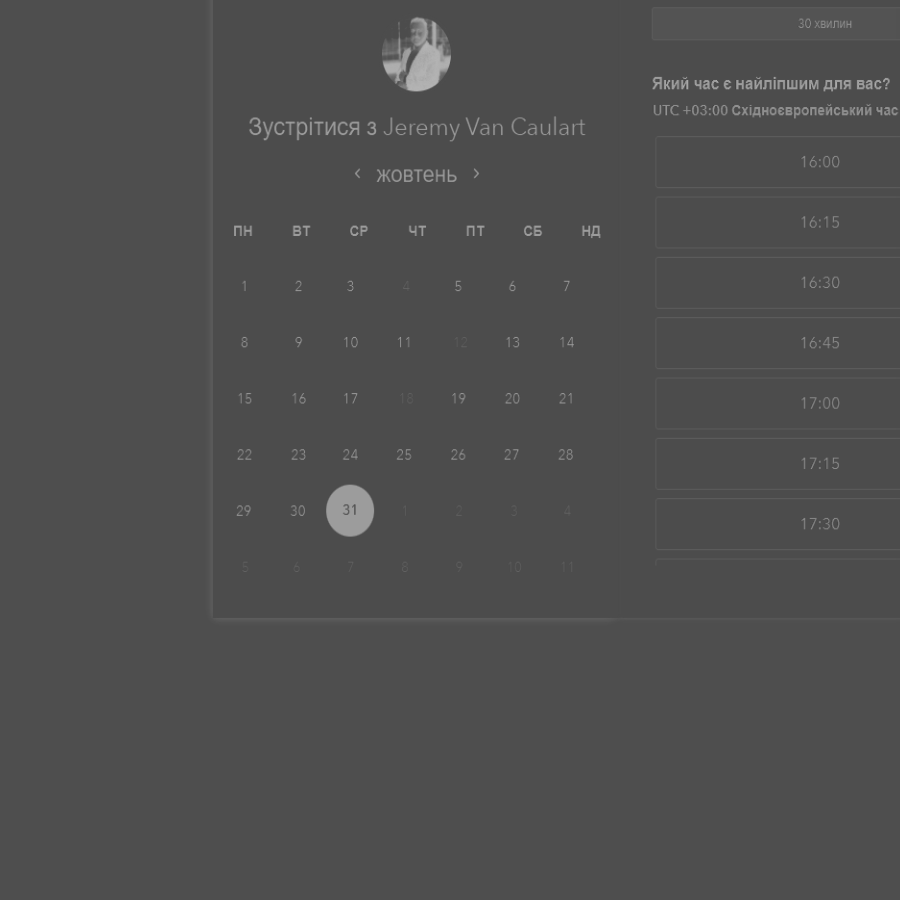 Зустрітися з Jeremy Van Caulart
‹ жовтень ›
ПН ВТ СР ЧТ ПТ СБ НД
1 2 3 4 5 6 7
8 9 10 11 12 13 14
15 16 17 18 19 20 21
22 23 24 25 26 27 28
29 30 31 1 2 3 4
5 6 7 8 9 10 11
30 хвилин
Який час є найліпшим для вас?
UTC +03:00 Східноєвропейський час
16:00
16:15
16:30
16:45
17:00
17:15
17:30